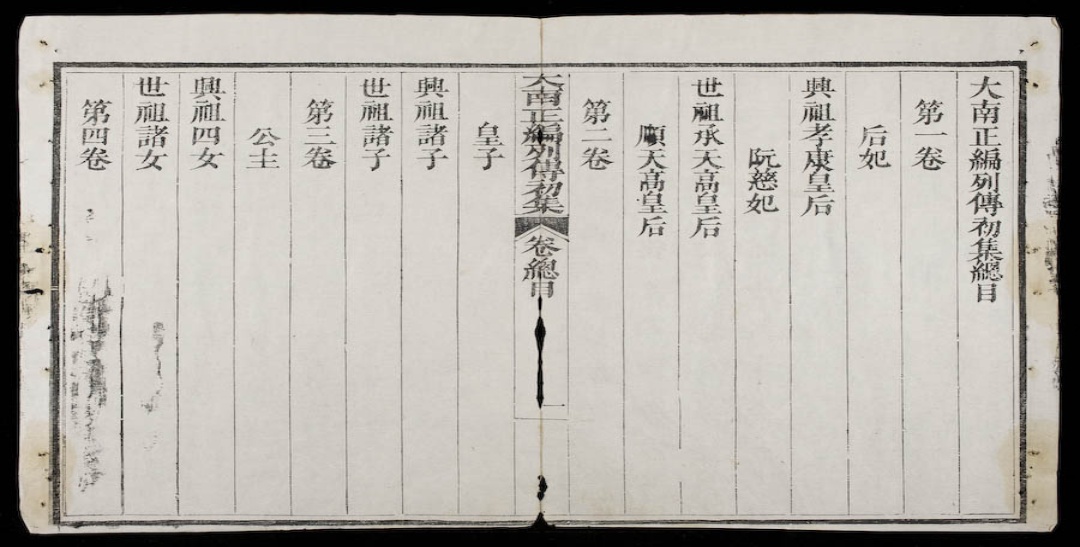 大南正編列傳初集總目
第一卷
后妃
興祖孝康皇后
阮慈妃
世祖承天高皇后
順天高皇后
第二卷
大南正編列傳初集 卷總目 一
皇子
興祖諸子
世祖諸子
第三卷
公主
興祖四女
世祖諸女
第四卷